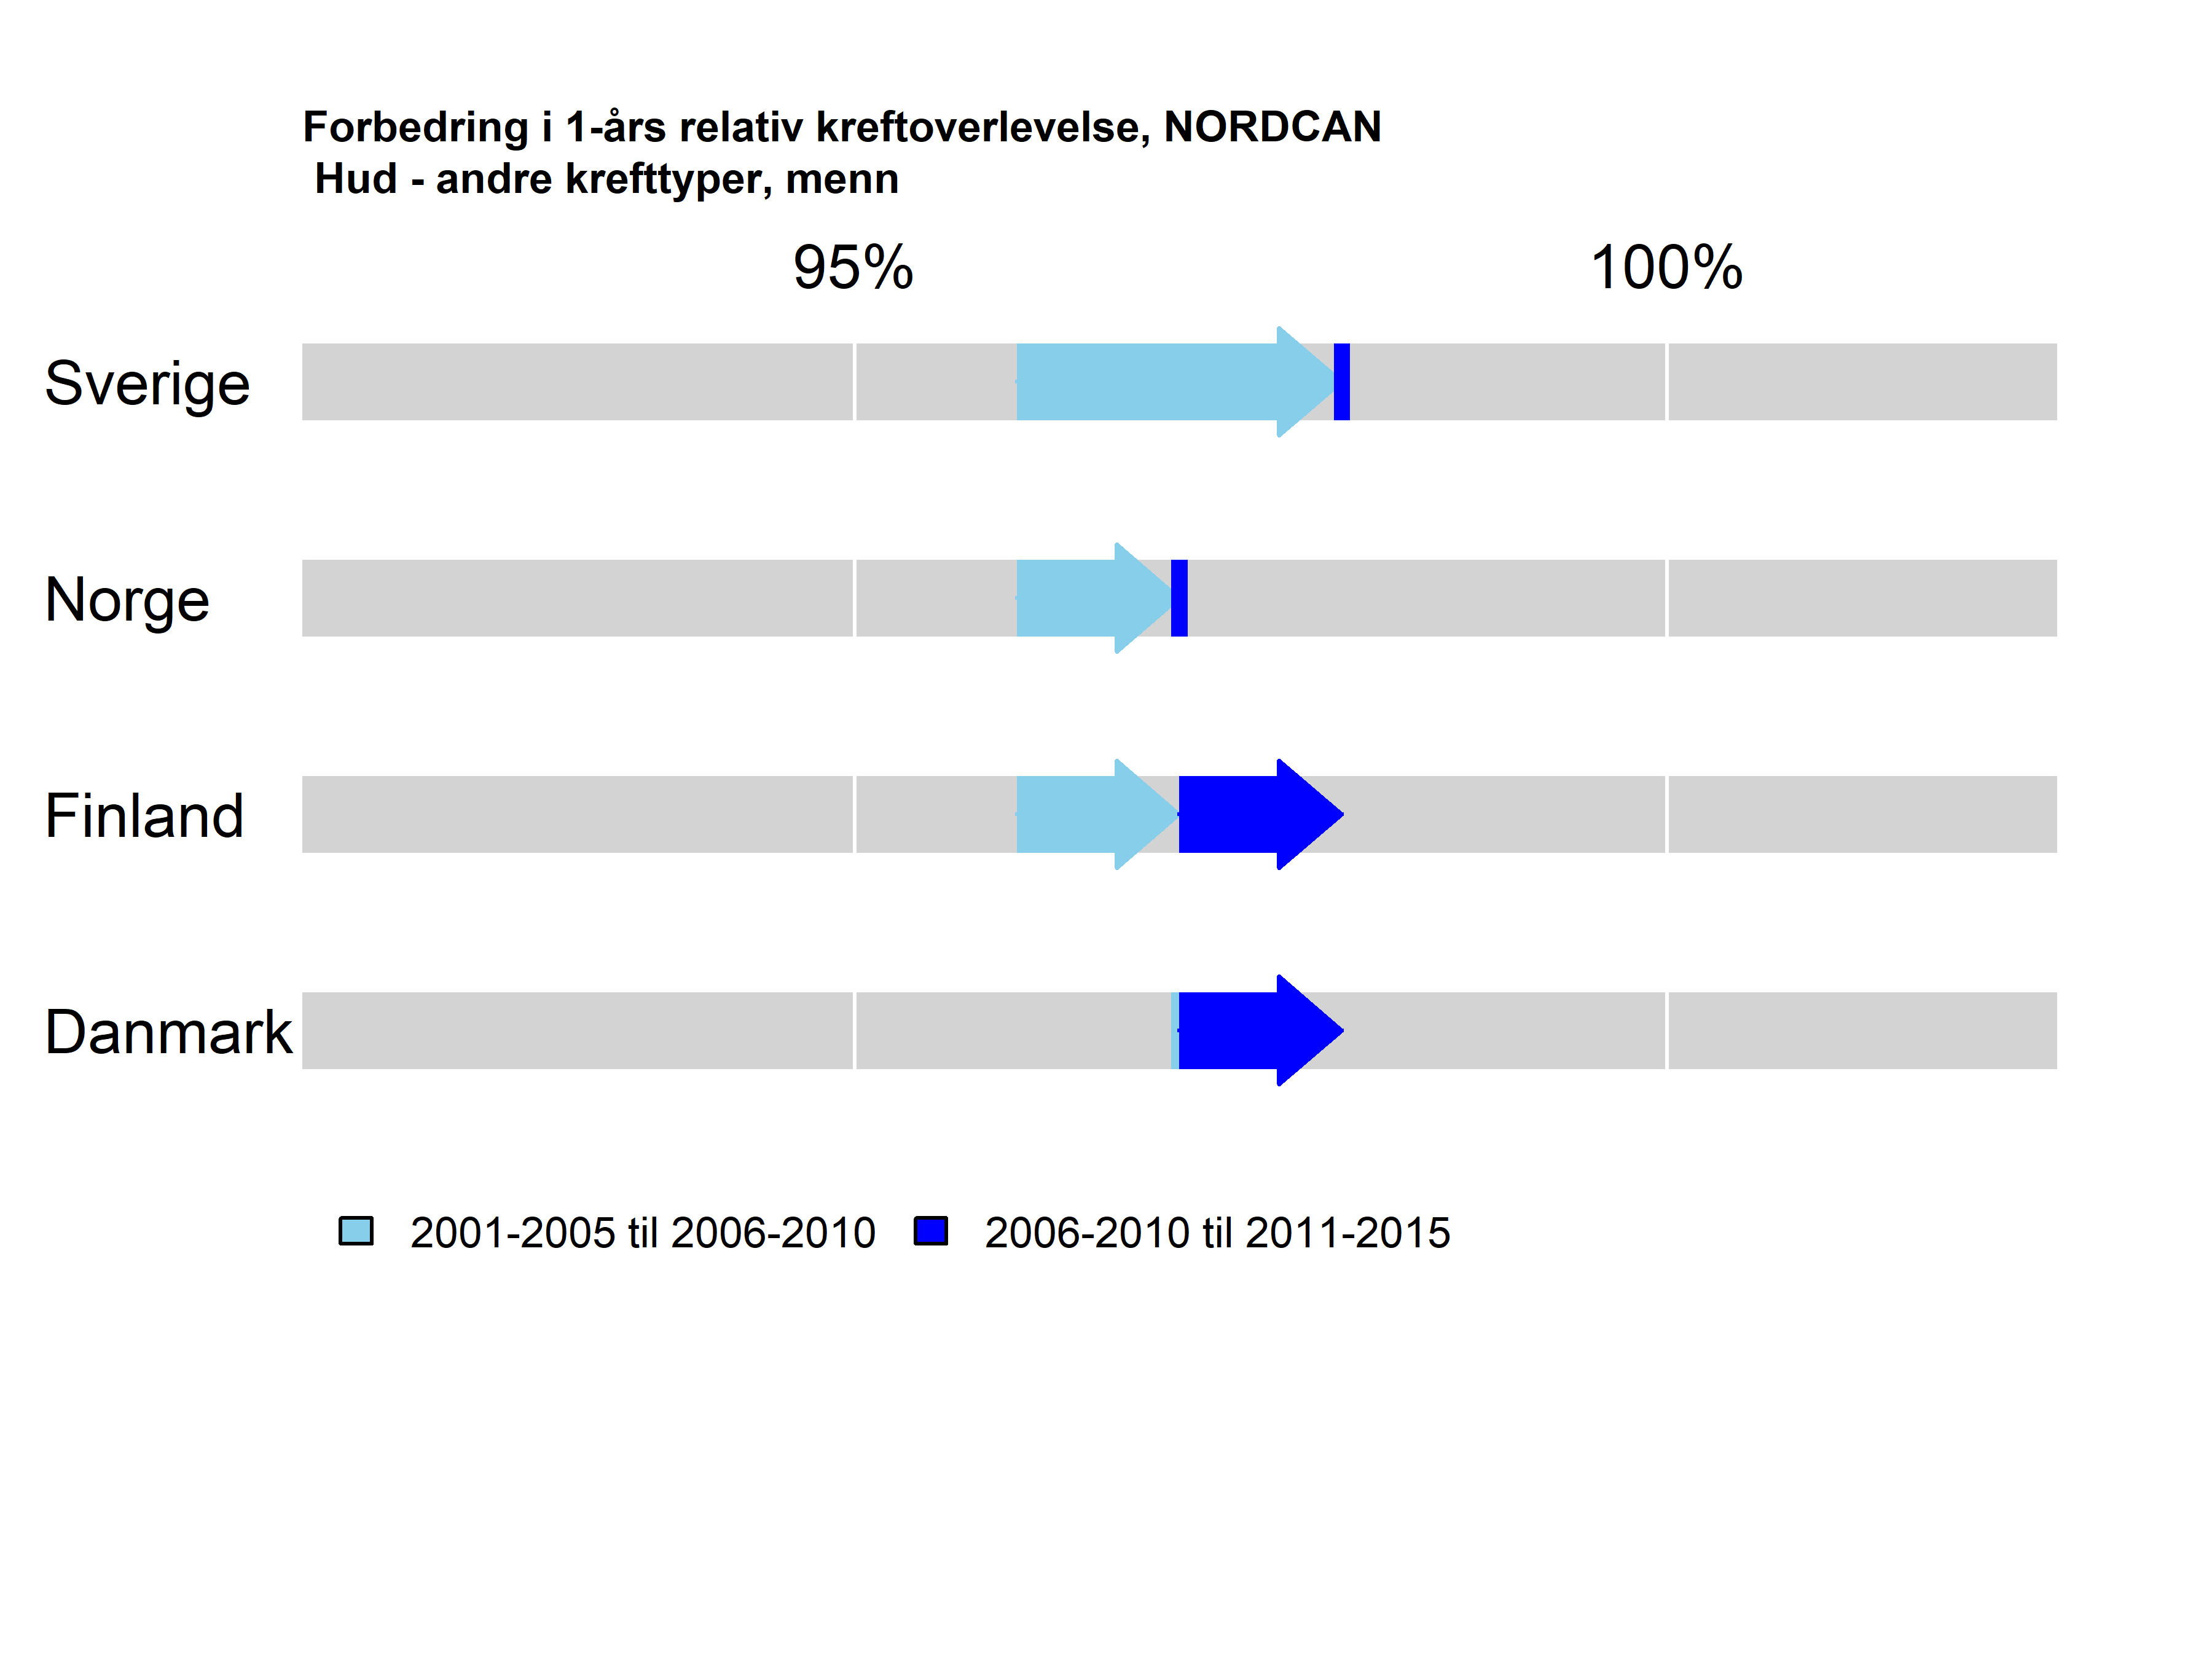 Forbedring i 1-års relativ kreftoverlevelse, NORDCAN
Hud - andre krefttyper, menn
95% 100%
Sverige
Norge
Finland
Danmark
2001-2005 til 2006-2010 2006-2010 til 2011-2015